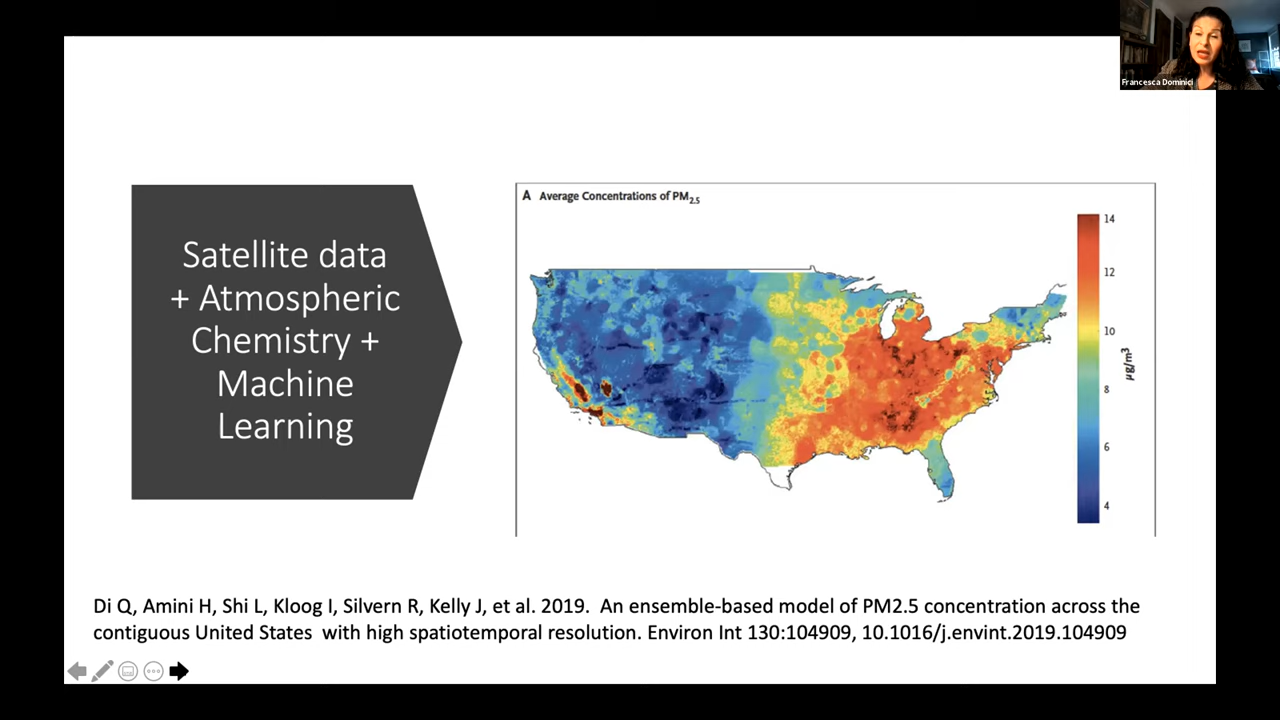 Francesca Dominici
Satellite data
+ Atmospheric
Chemistry +
Machine
Learning
A Average Concentrations of PM2.5
14
12
10
8
6
4
µg/m3
Di Q, Amini H, Shi L, Kloog I, Silvern R, Kelly J, et al. 2019. An ensemble-based model of PM2.5 concentration across the
contiguous United States with high spatiotemporal resolution. Environ Int 130:104909, 10.1016/j.envint.2019.104909